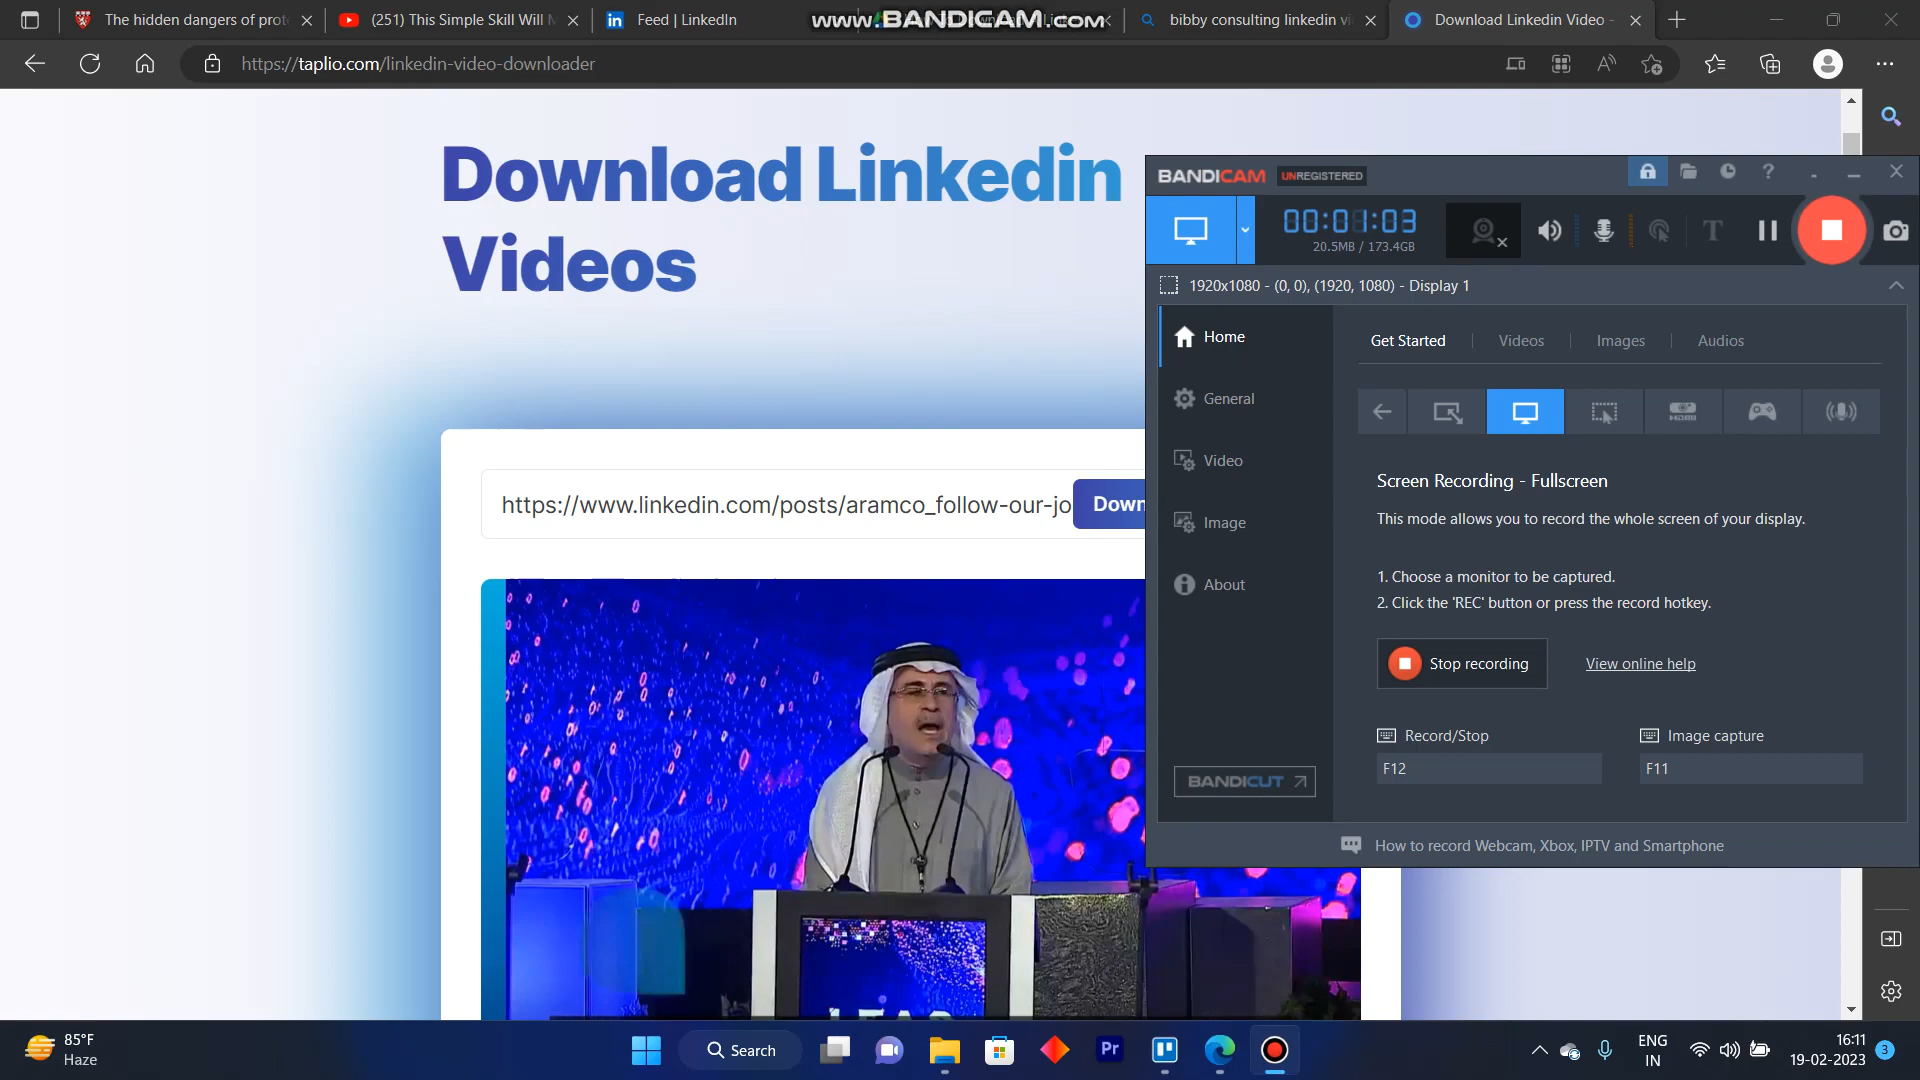 The hidden dangers of prote
(251) This Simple Skill Will M
Feed | LinkedIn
www.BANDICAM.com
bibby consulting linkedin vi
Download Linkedin Video -
https://taplio.com/linkedin-video-downloader
Download Linkedin
Videos
https://www.linkedin.com/posts/aramco_follow-our-jo
Down
BANDICAM
UNREGISTERED
00:01:03
20.5MB / 173.4GB
1920x1080 - (0, 0), (1920, 1080) - Display 1
Home
General
Video
Image
About
BANDICUT
Get Started
Videos
Images
Audios
HDMI
Screen Recording - Fullscreen
This mode allows you to record the whole screen of your display.
1. Choose a monitor to be captured.
2. Click the 'REC' button or press the record hotkey.
Stop recording
View online help
Record/Stop
Image capture
F12
F11
How to record Webcam, Xbox, IPTV and Smartphone
LEAP
85°F
Haze
Search
Pr
ENG
IN
16:11
19-02-2023
3